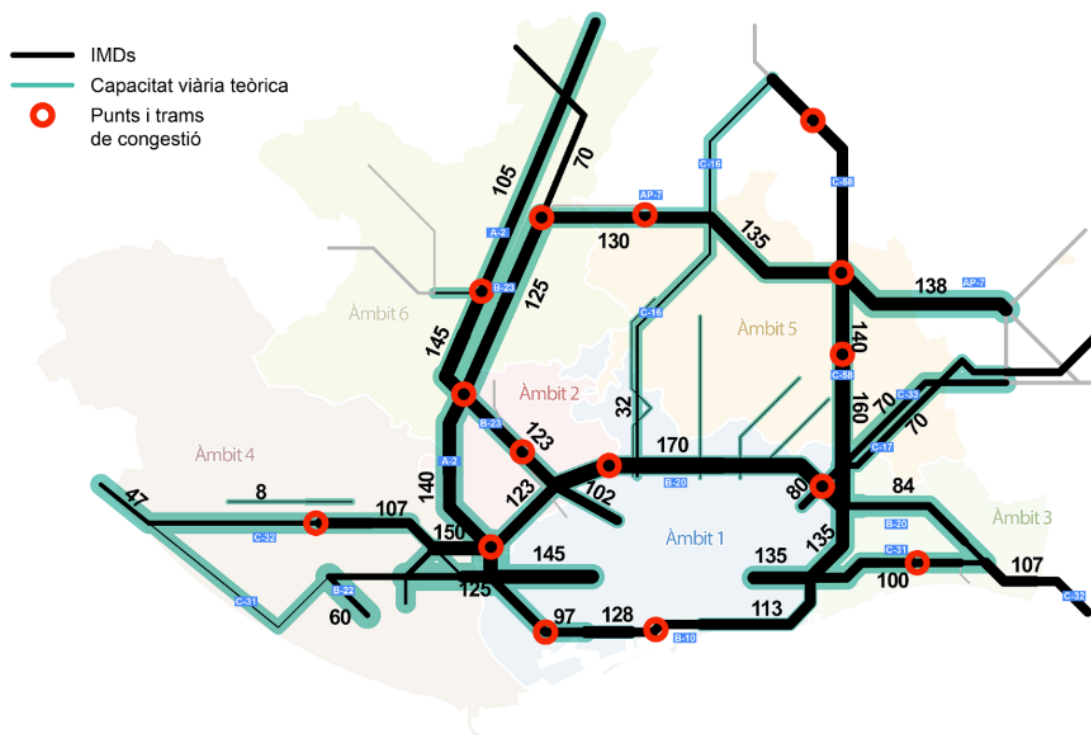 IMDs
Capacitat viària teòrica
Punts i trams
de congestió
105
70
C-16
C-58
AP-7
A-2
130
135
B-23
125
138
AP-7
Àmbit 6
C-16
Àmbit 5
140
145
C-58
Àmbit 2
32
160
70
C-33
70
B-23
123
C-17
Àmbit 4
A-2
170
140
123
102
B-20
80
84
47
8
107
B-20
Àmbit 3
C-32
150
Àmbit 1
135
145
135
C-31
100
107
125
B-22
C-31
60
C-32
97
128
113
B-10